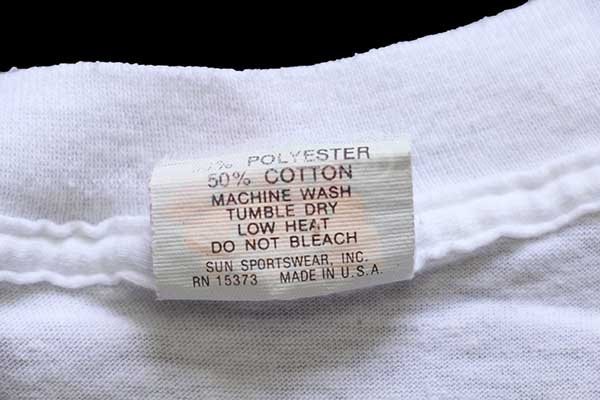 % POLYESTER
50% COTTON
MACHINE WASH
TUMBLE DRY
LOW HEAT
DO NOT BLEACH
SUN SPORTSWEAR, INC.
RN 15373 MADE IN U.S.A.